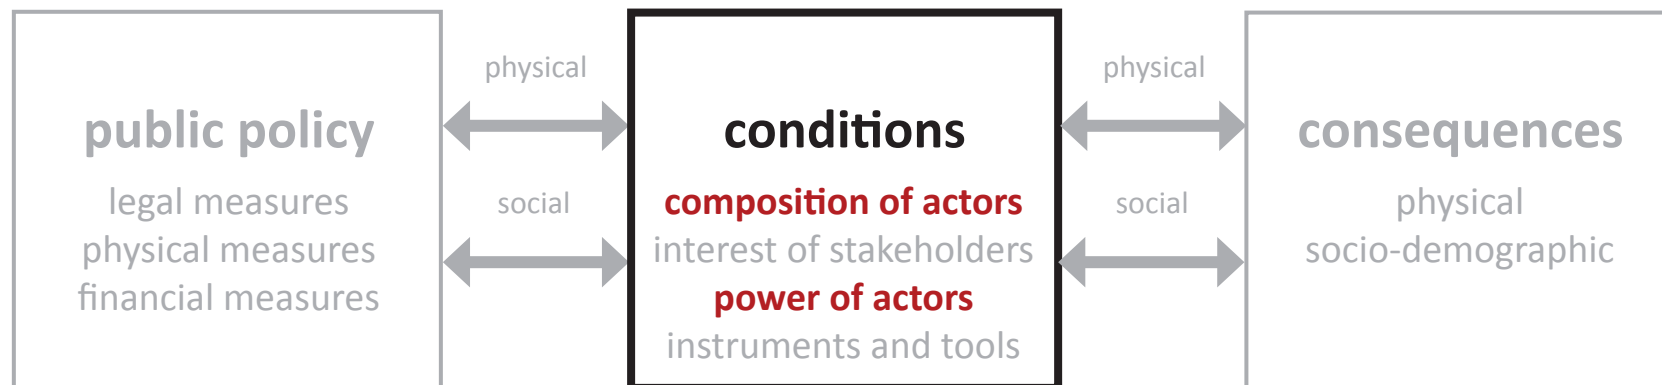 public policy
legal measures
physical measures
financial measures
physical
social
conditions
composition of actors
interest of stakeholders
power of actors
instruments and tools
physical
social
consequences
physical
socio-demographic